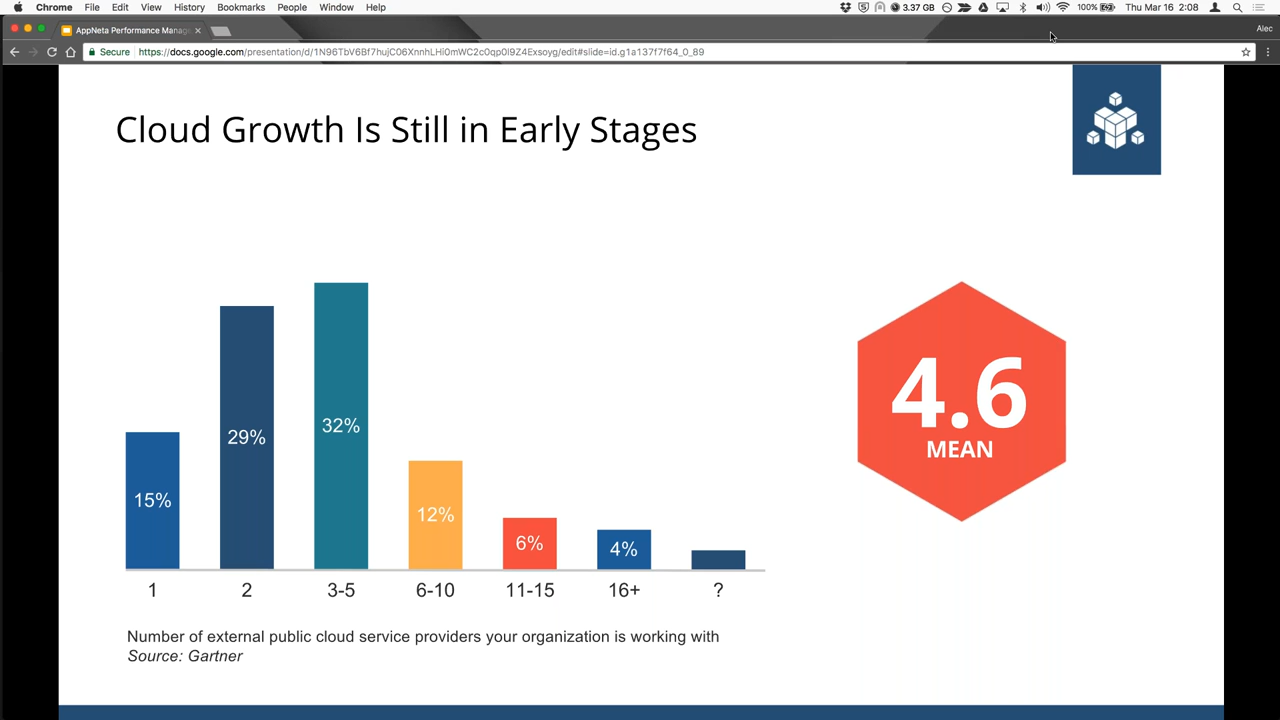 Chrome File Edit View History Bookmarks People Window Help 3.37 GB 100% Thu Mar 16 2:08
AppNeta Performance Manag
Alec
Secure https://docs.google.com/presentation/d/1N96TbV6Bf7hujC06XnnhLHi0mWC2c0qp0l9Z4Exsoyg/edit#slide=id.g1a137f7f64_0_89
Cloud Growth Is Still in Early Stages
15%
29%
32%
12%
6%
4%
1 2 3-5 6-10 11-15 16+ ?
4.6
MEAN
Number of external public cloud service providers your organization is working with
Source: Gartner